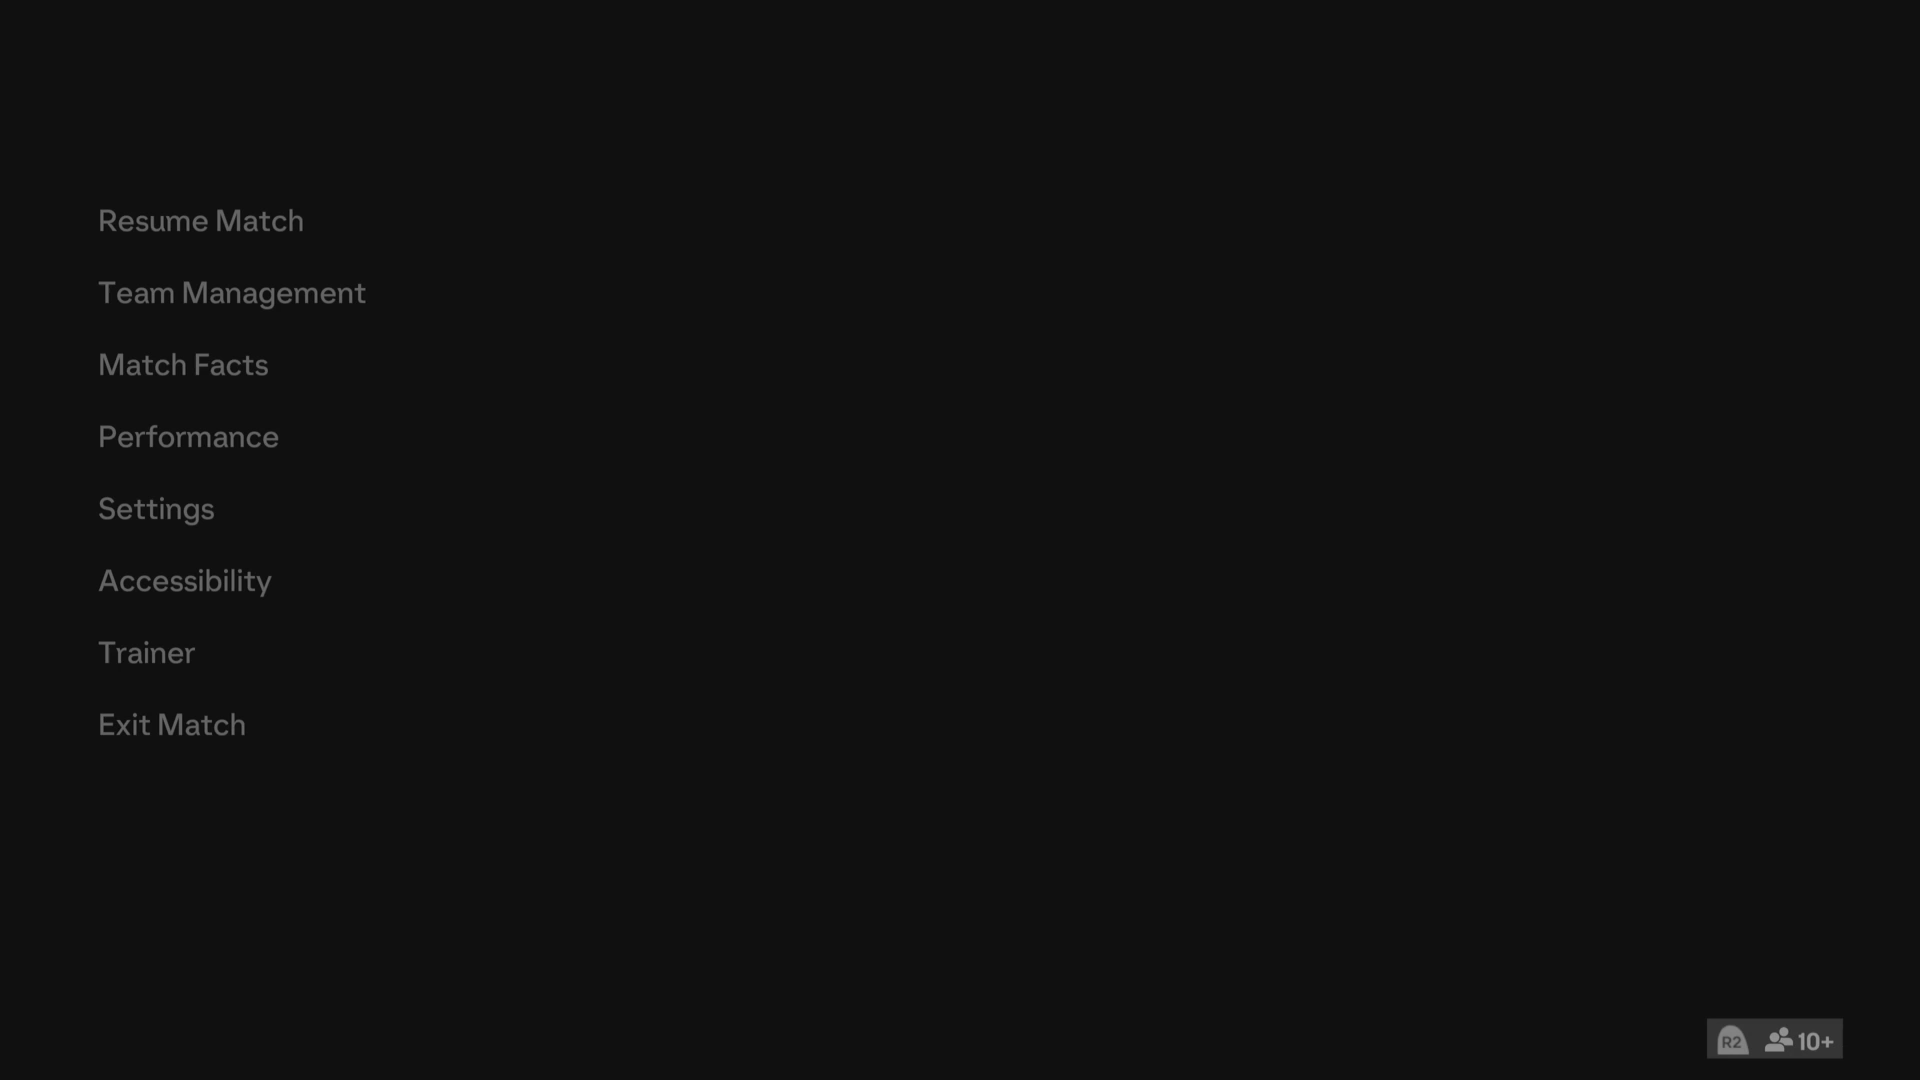 Resume Match
Team Management
Match Facts
Performance
Settings
Accessibility
Trainer
Exit Match
R2 10+